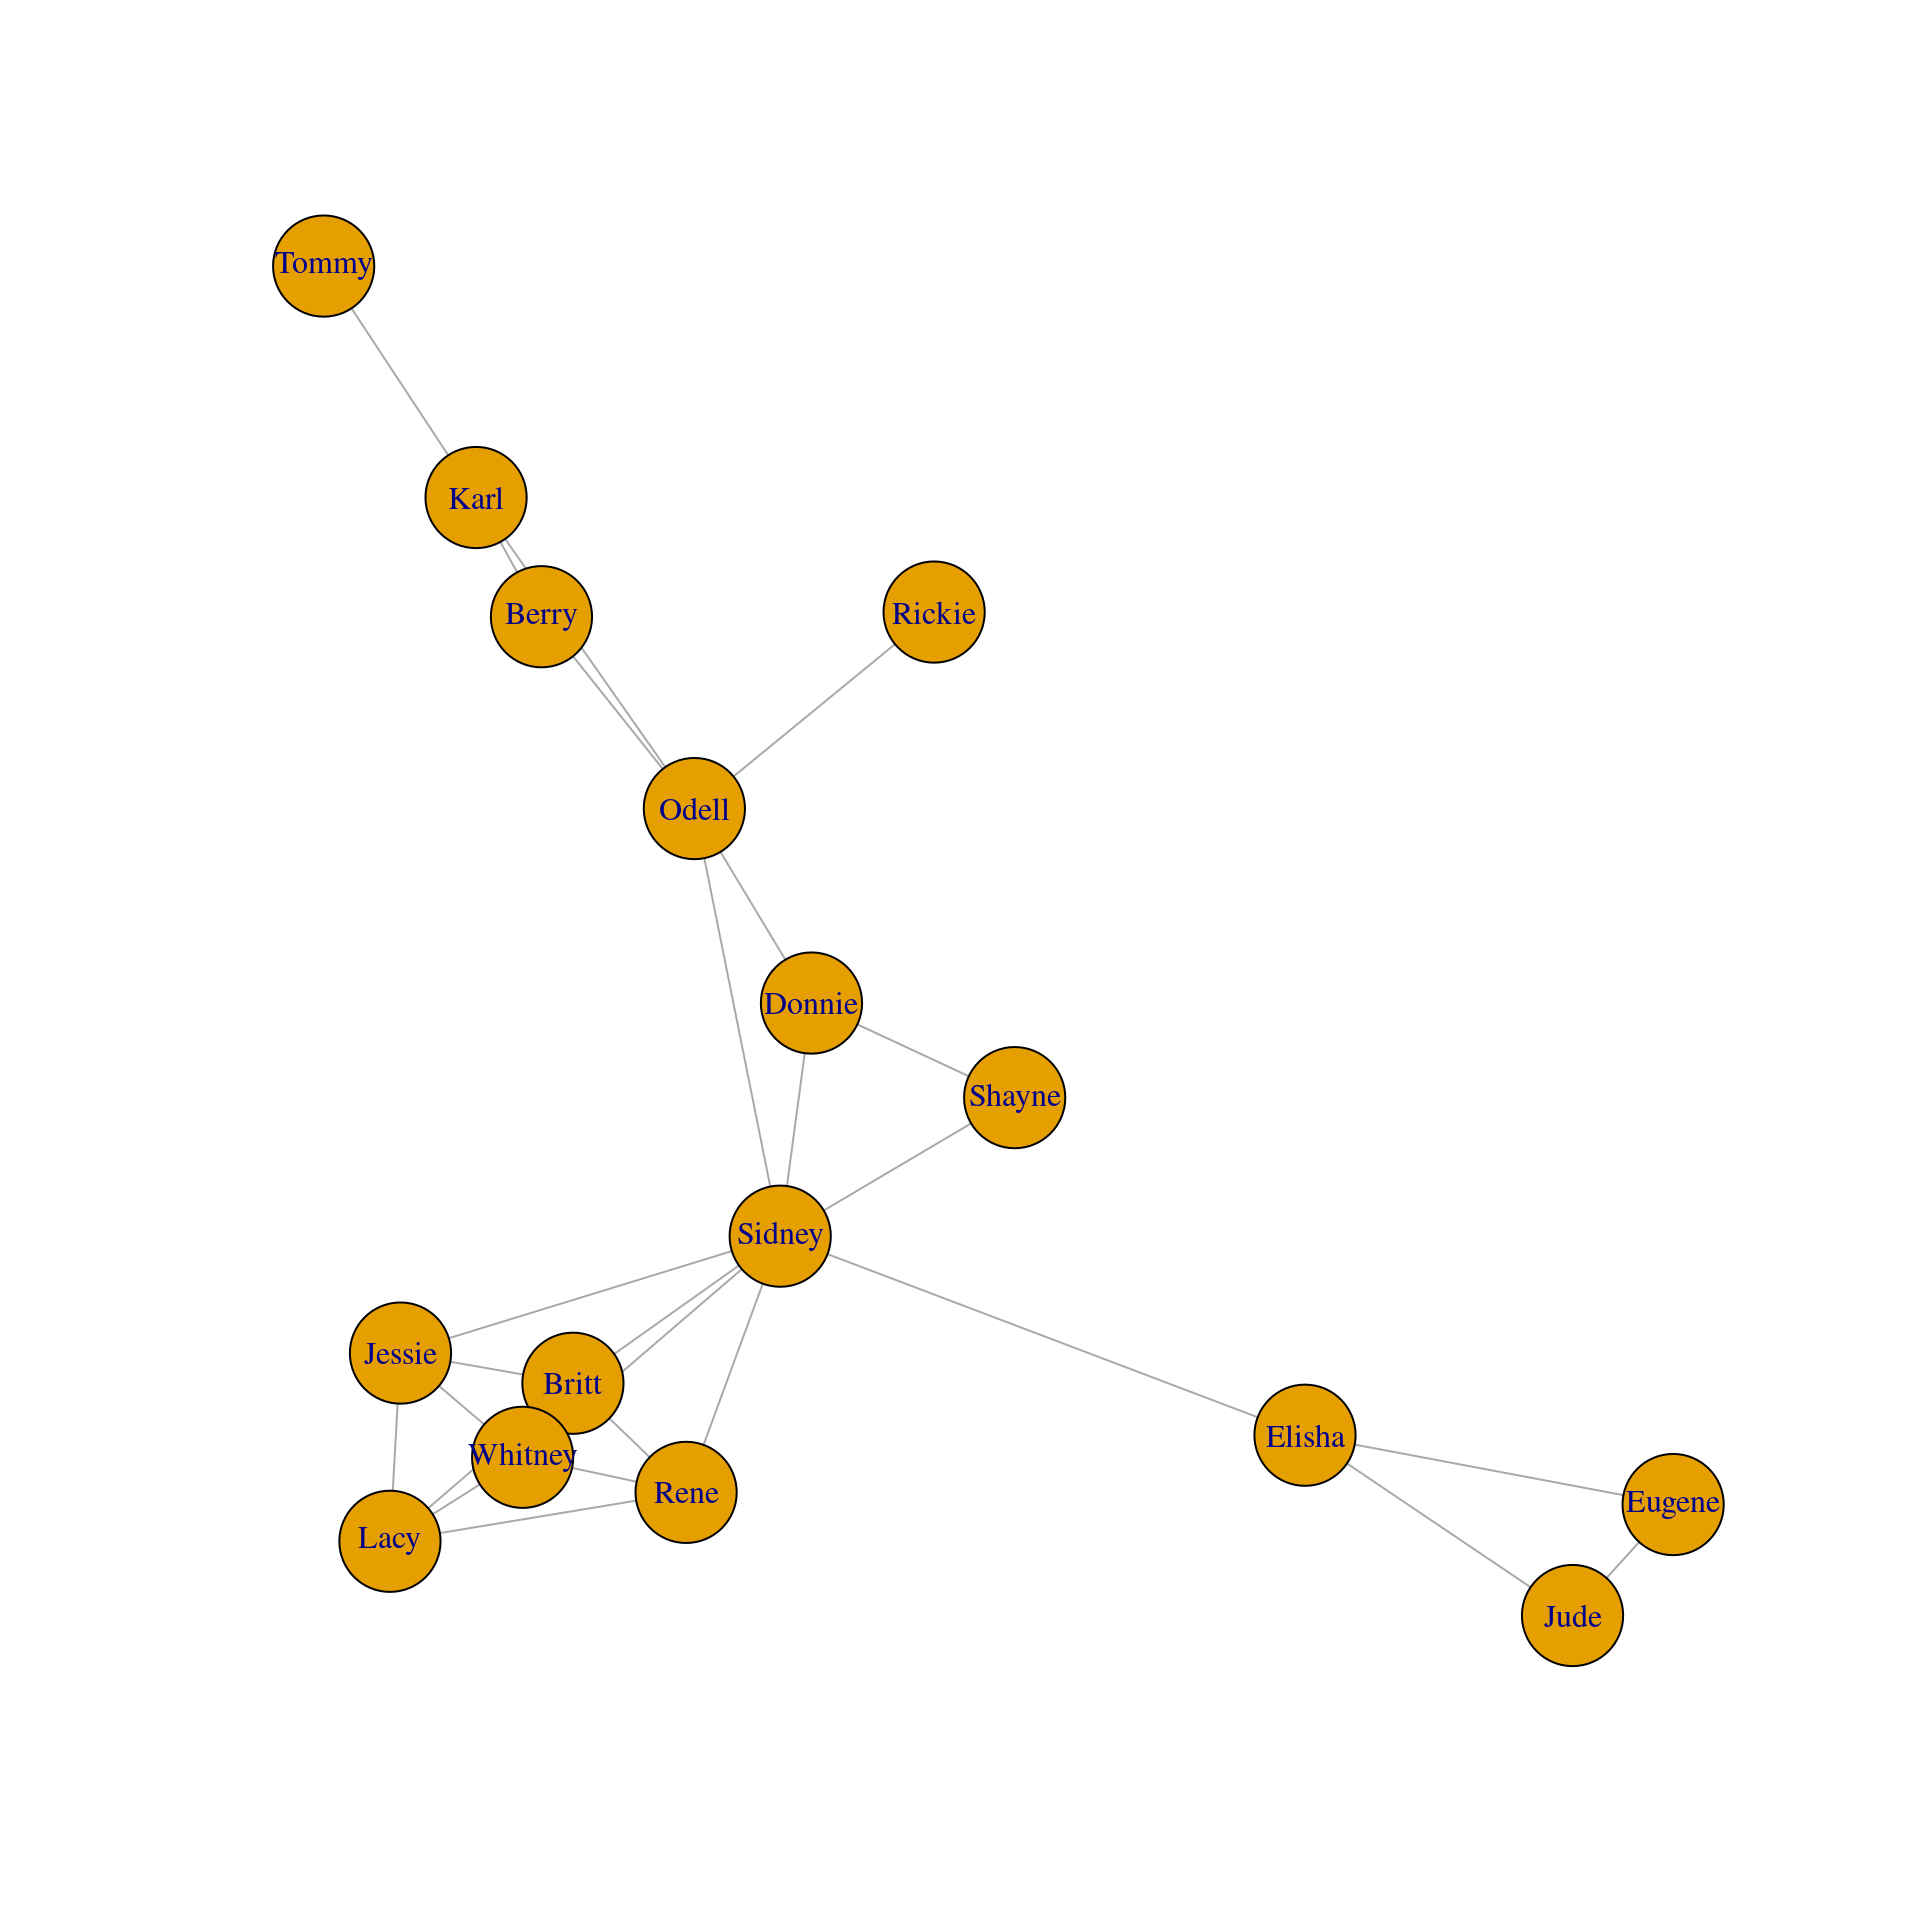 Tommy
Karl
Berry
Rickie
Odell
Donnie
Shayne
Sidney
Jessie
Britt
Whitney
Rene
Lacy
Elisha
Eugene
Jude